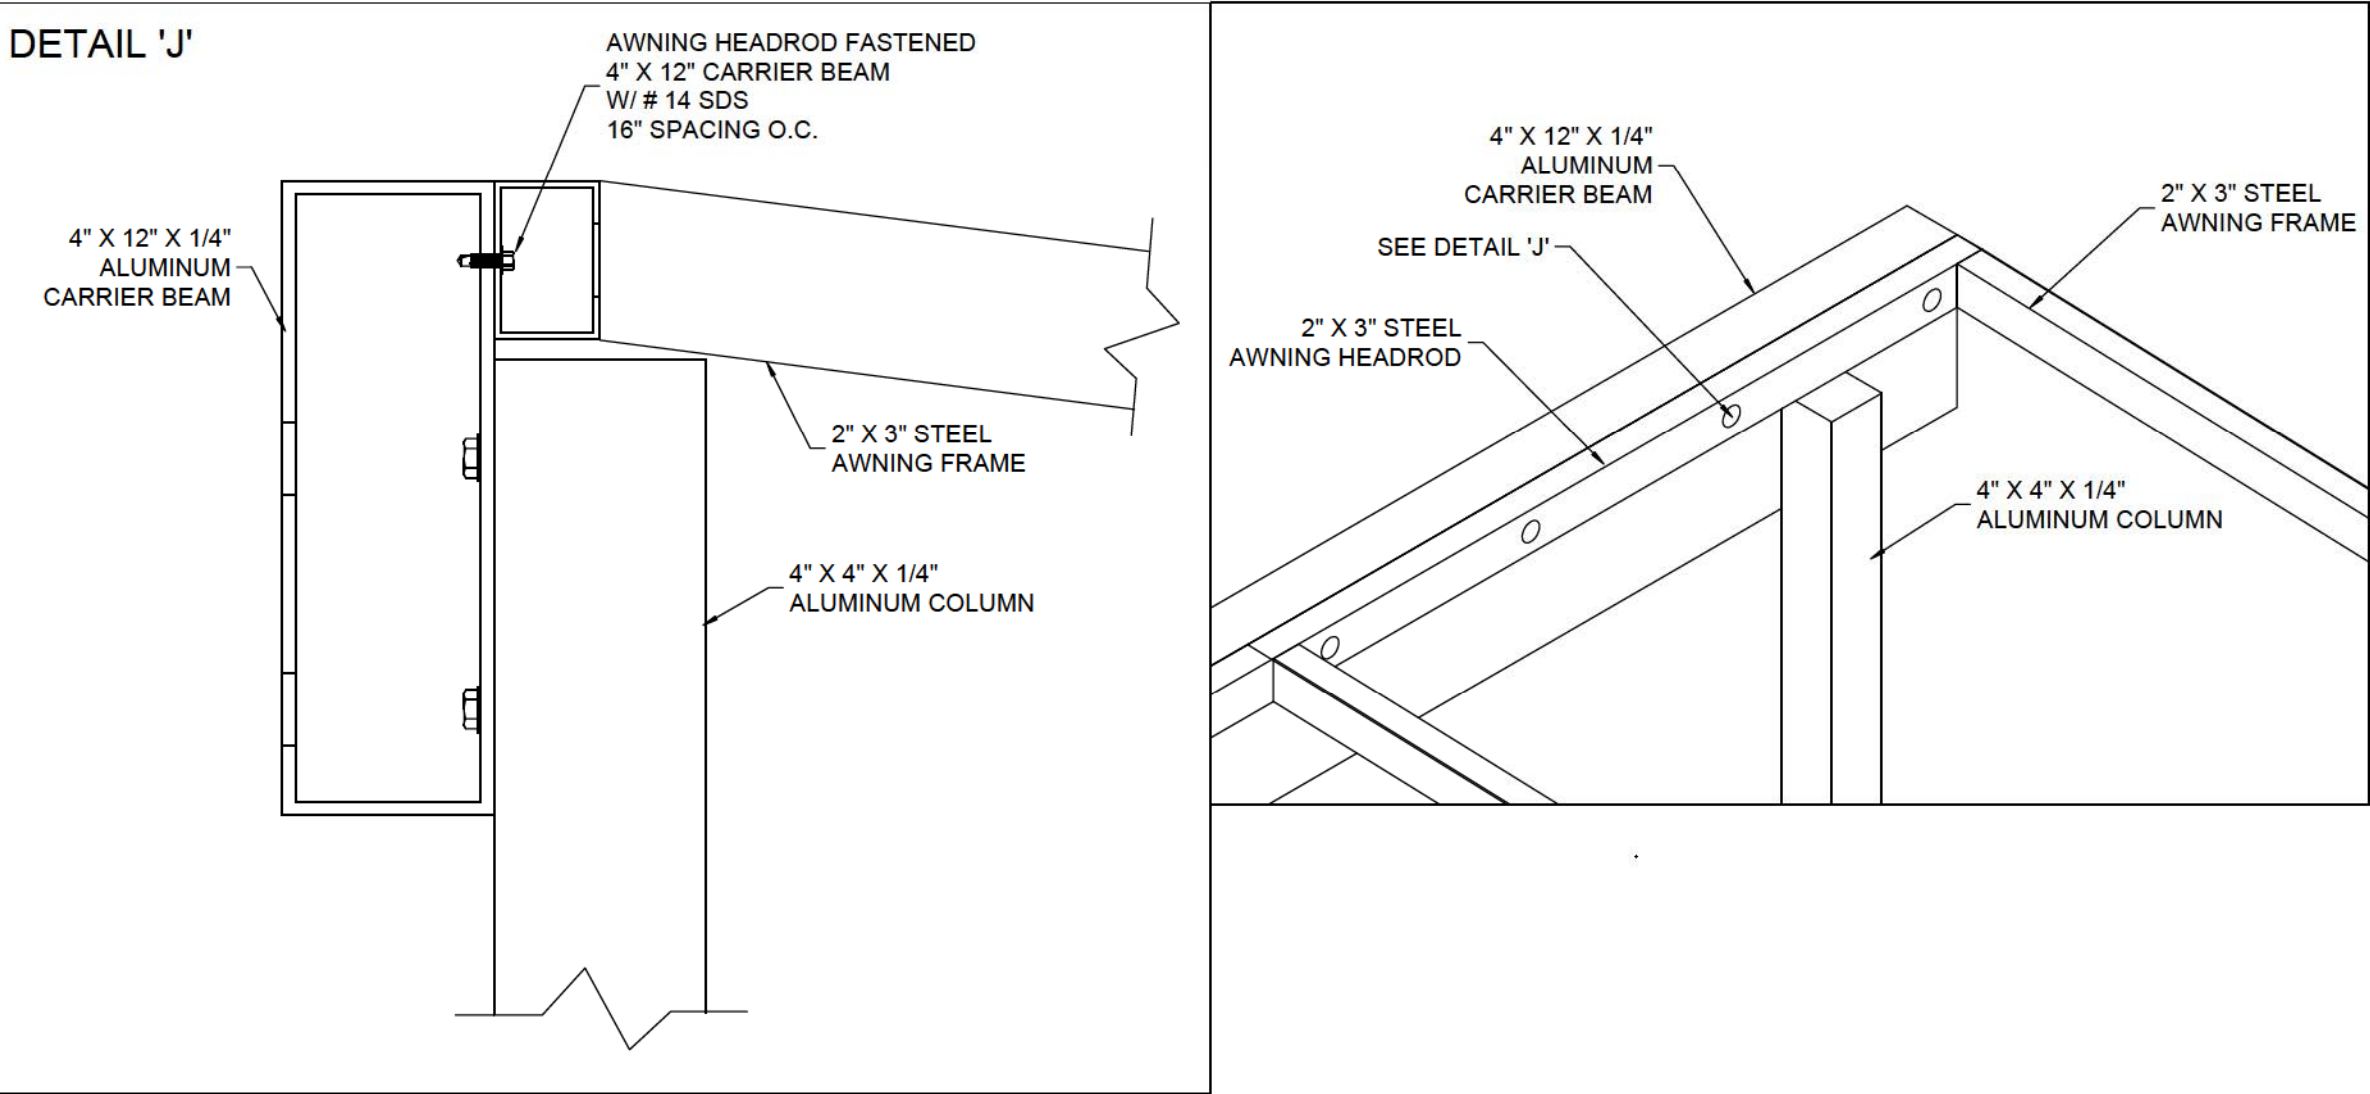 DETAIL 'J'
AWNING HEADROD FASTENED
4" X 12" CARRIER BEAM
W/ # 14 SDS
16" SPACING O.C.
4" X 12" X 1/4"
ALUMINUM
CARRIER BEAM
2" X 3" STEEL
AWNING FRAME
4" X 4" X 1/4"
ALUMINUM COLUMN
4" X 12" X 1/4"
ALUMINUM
CARRIER BEAM
2" X 3" STEEL
AWNING FRAME
SEE DETAIL 'J'
2" X 3" STEEL
AWNING HEADROD
4" X 4" X 1/4"
ALUMINUM COLUMN